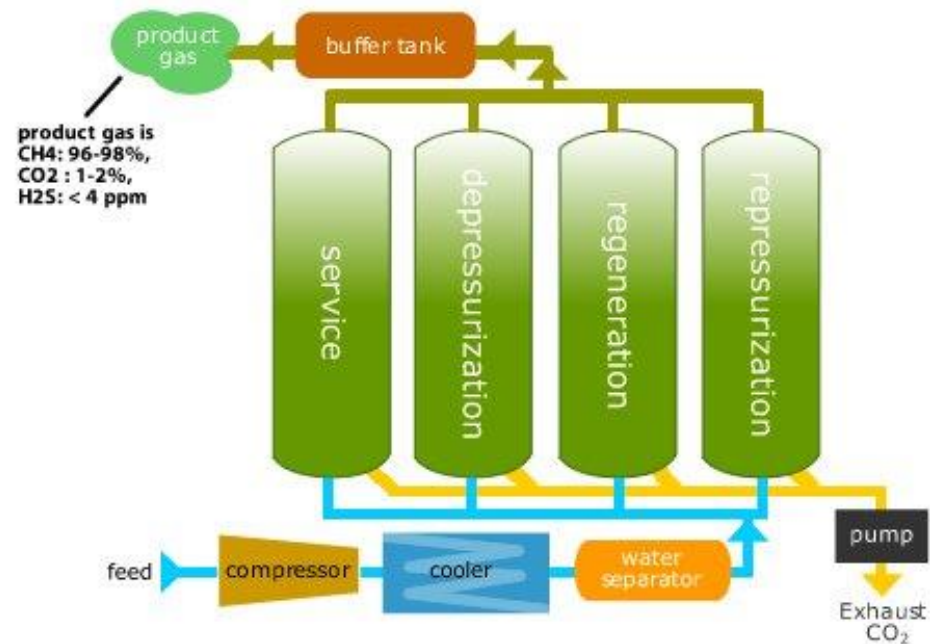 product
gas
buffer tank
product gas is
CH4: 96-98%,
CO2 : 1-2%,
H2S: < 4 ppm
service
depressurization
regeneration
repressurization
feed
compressor
cooler
water
separator
pump
Exhaust
CO₂